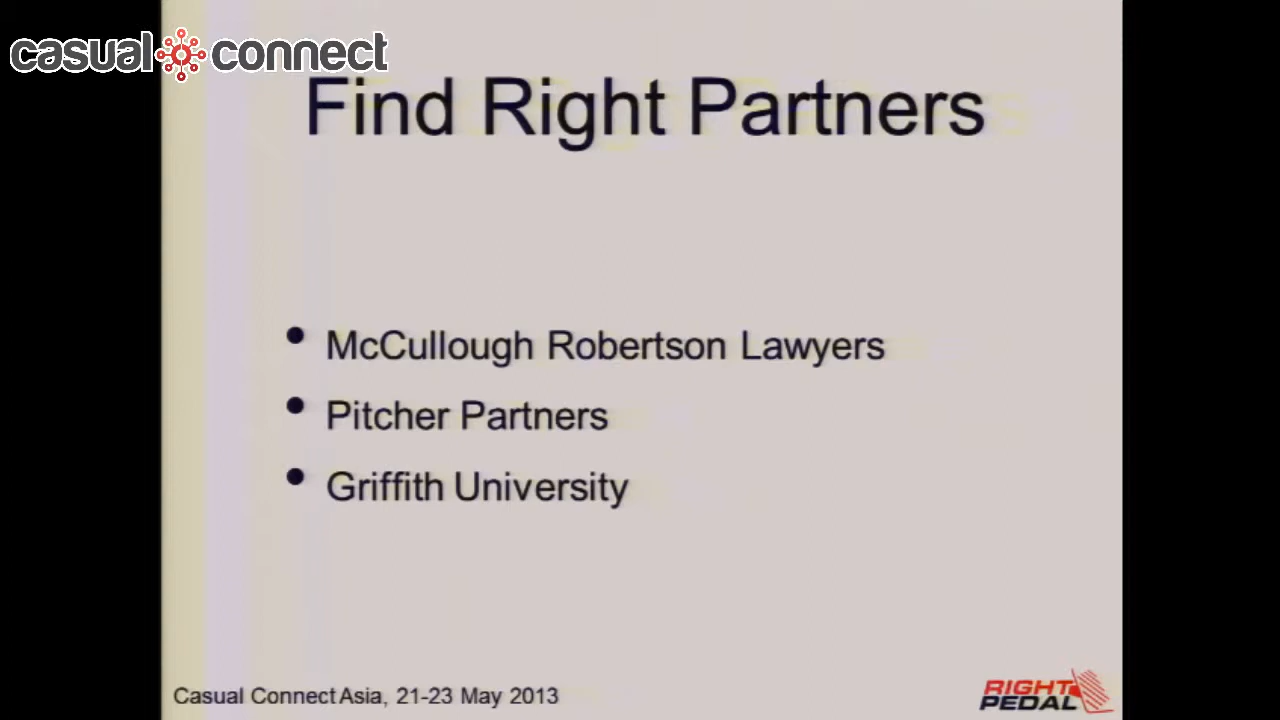 casual connect
Find Right Partners
• McCullough Robertson Lawyers
• Pitcher Partners
• Griffith University
Casual Connect Asia, 21-23 May 2013
RIGHT
PEDAL